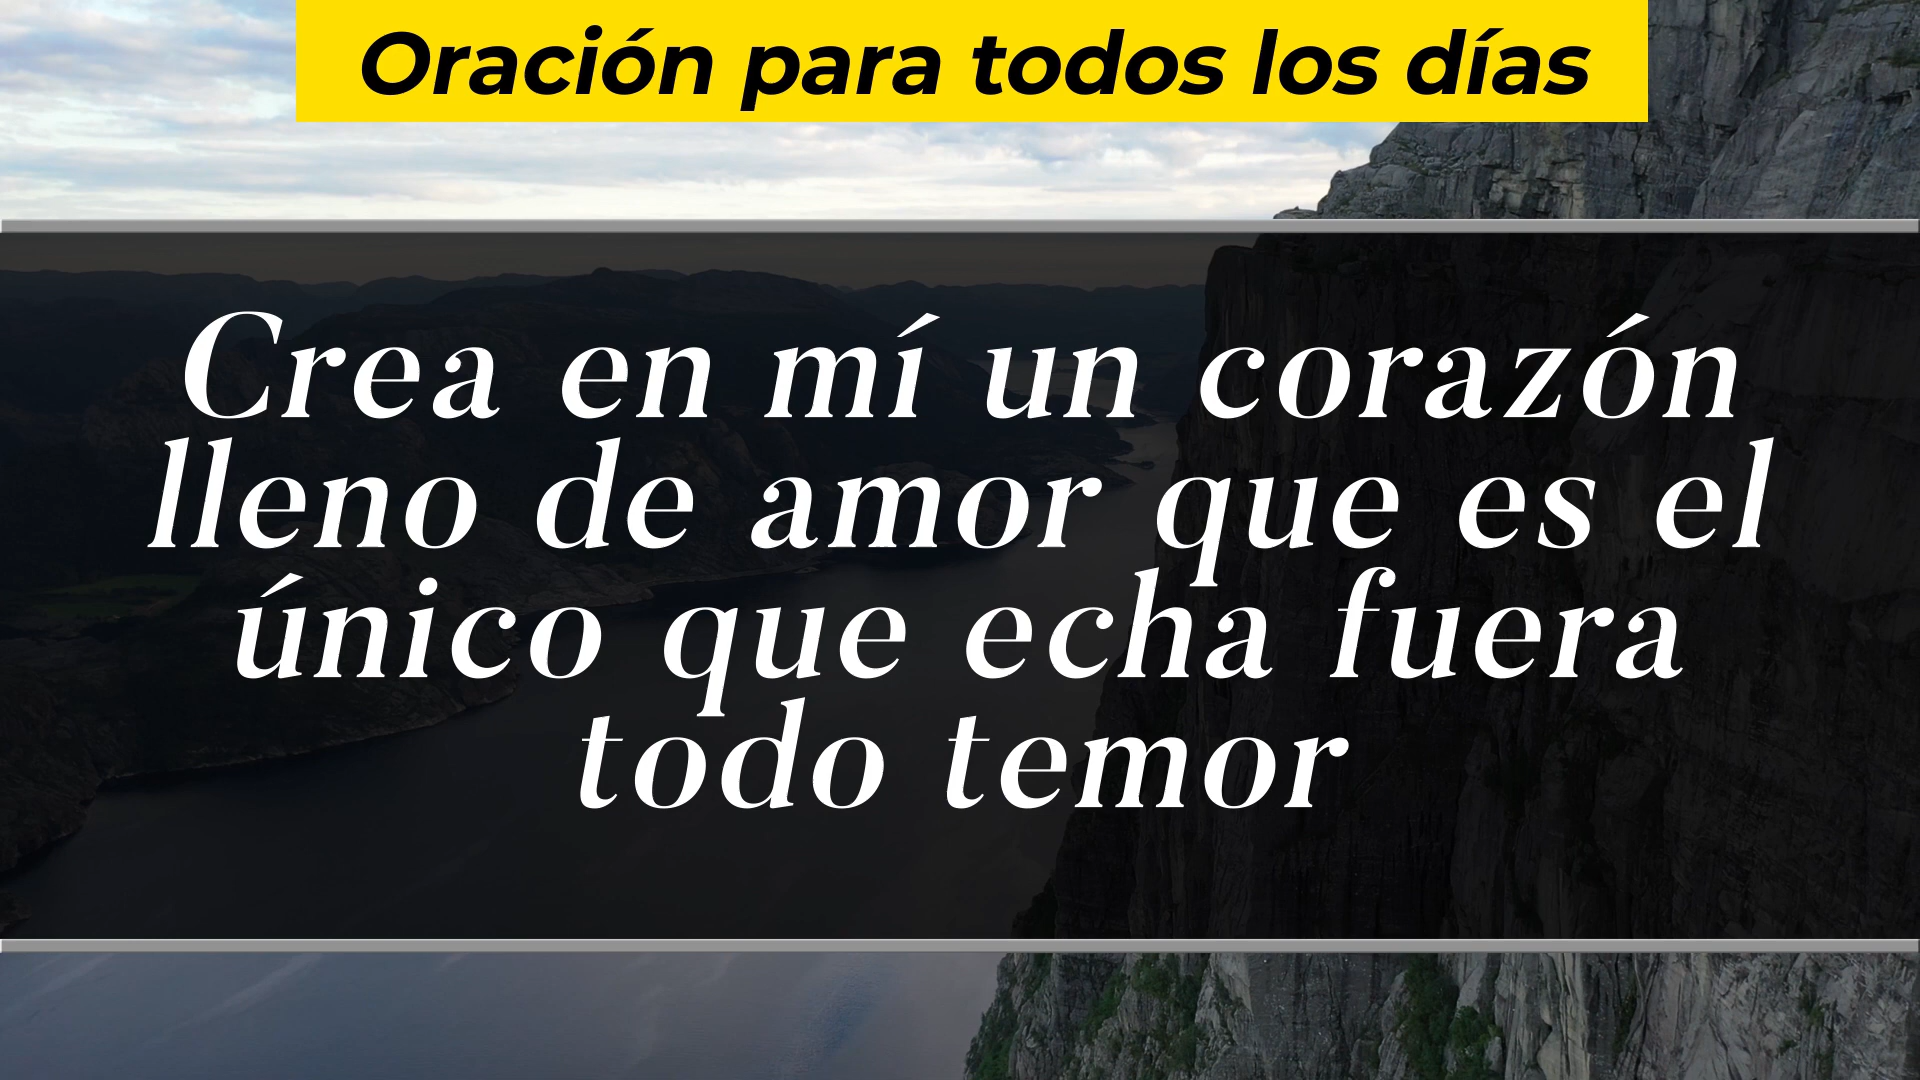 Oración para todos los días
Crea en mí un corazón
lleno de amor que es el
único que echa fuera
todo temor